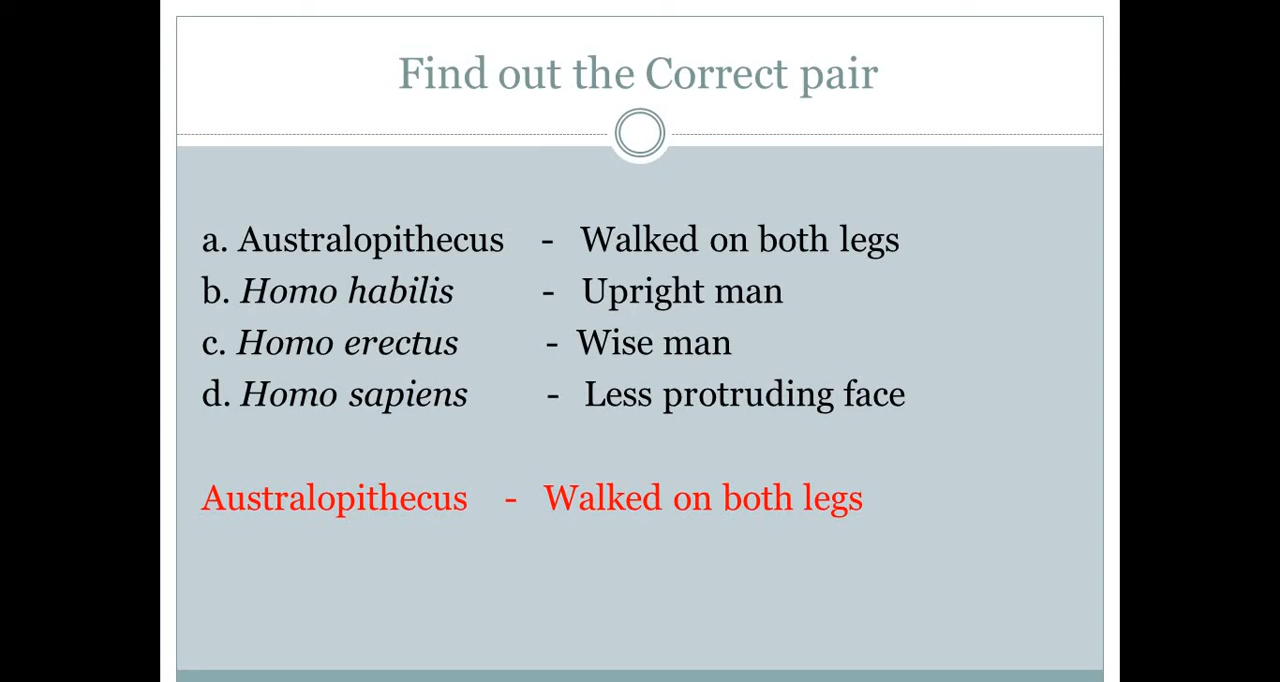 Find out the Correct pair
a. Australopithecus - Walked on both legs
b. Homo habilis - Upright man
c. Homo erectus - Wise man
d. Homo sapiens - Less protruding face
Australopithecus - Walked on both legs